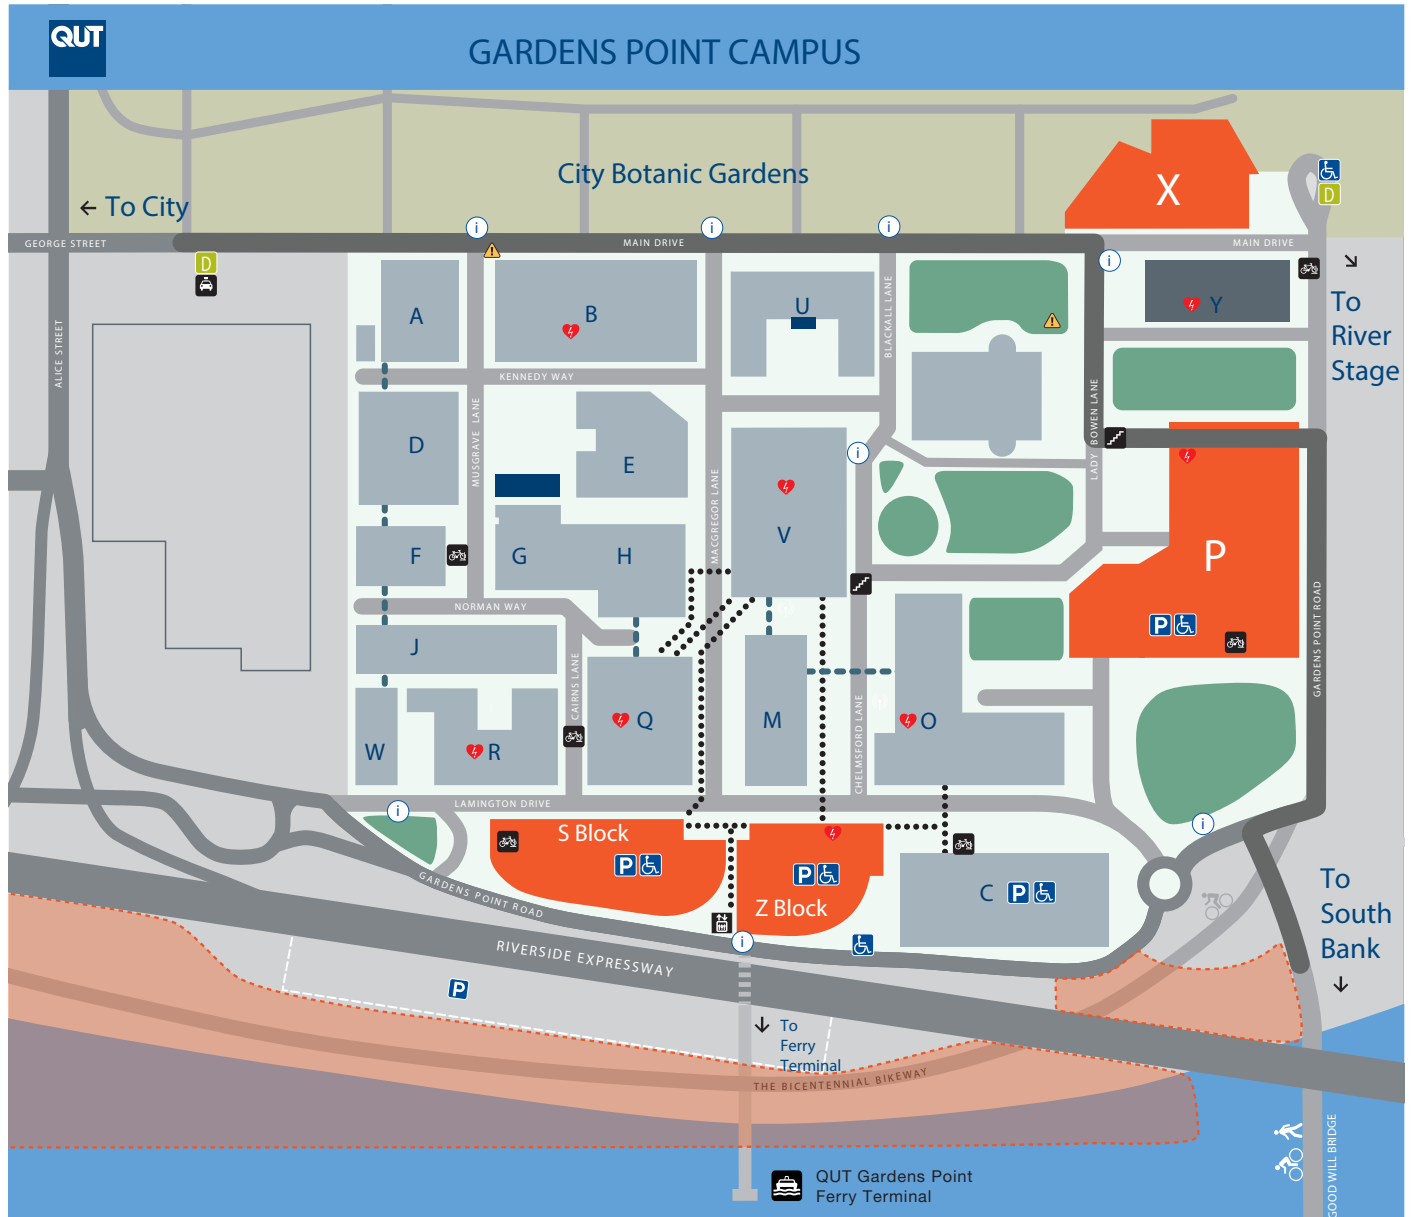 QUT
GARDENS POINT CAMPUS
City Botanic Gardens
X
D
← To City
GEORGE STREET
MAIN DRIVE
MAIN DRIVE
i
i
i
i
D
A
B
U
Y
To
River
Stage
ALICE STREET
KENNEDY WAY
BLACKALL LANE
LADY BOWEN LANE
MUSGRAVE LANE
MACGREGOR LANE
D
E
i
V
F
G
H
P
P
NORMAN WAY
GARDENS POINT ROAD
J
CAIRNS LANE
CHELMSFORD LANE
W
R
Q
M
O
LAMINGTON DRIVE
i
i
S Block
P
P
Z Block
C
P
GARDENS POINT ROAD
i
To
South
Bank
RIVERSIDE EXPRESSWAY
P
To
Ferry
Terminal
THE BICENTENNIAL BIKEWAY
GOOD WILL BRIDGE
QUT Gardens Point
Ferry Terminal